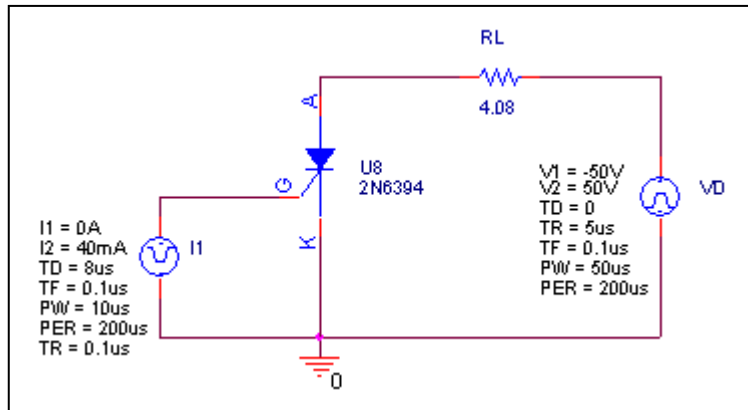 RL
4.08
A
U8
2N6394
G
K
I1 = 0A
I2 = 40mA
TD = 8us
TF = 0.1us
PW = 10us
PER = 200us
TR = 0.1us
I1
V1 = -50V
V2 = 50V
TD = 0
TR = 5us
TF = 0.1us
PW = 50us
PER = 200us
VD
0